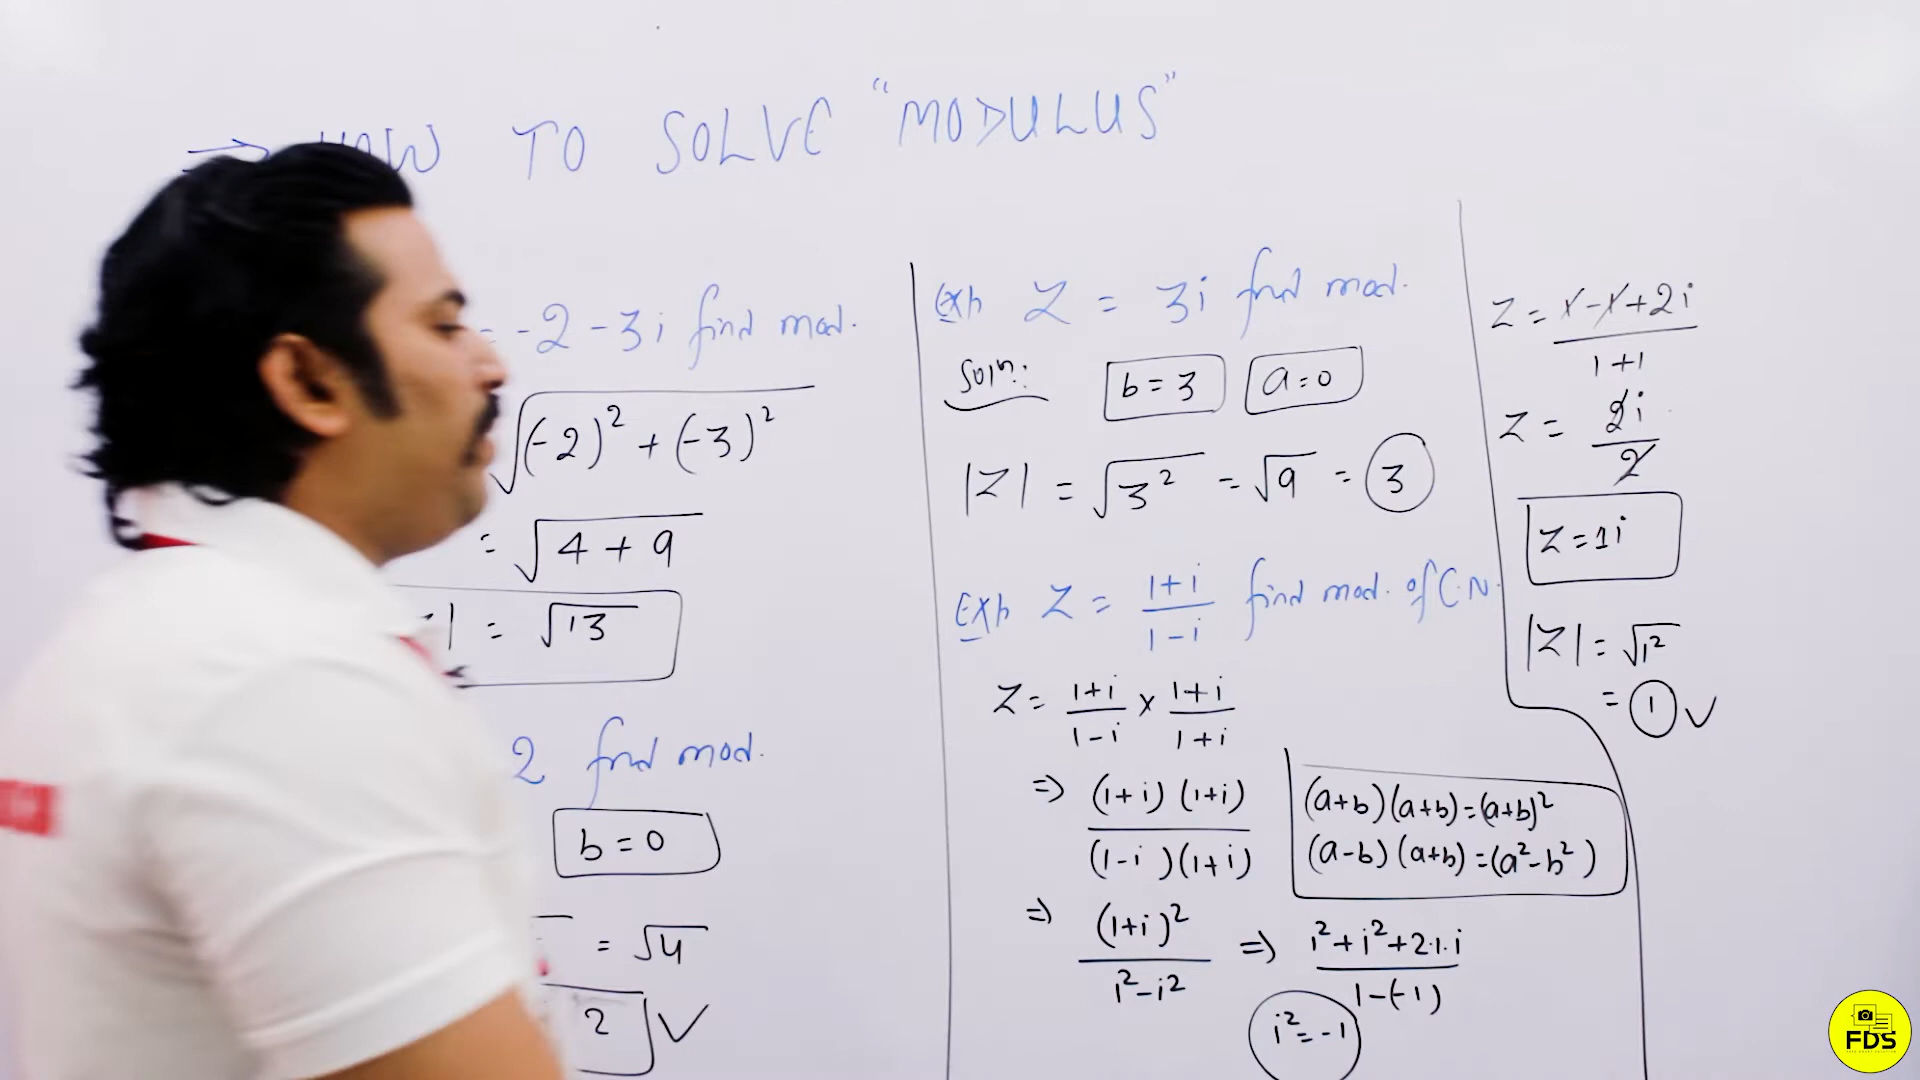 → HOW TO SOLVE "MODULUS"
= -2 - 3i find mod.
√(-2)² + (-3)²
= √4 + 9
| = √13
2 find mod.
b = 0
= √4
2 ✓
Exh Z = 3i find mod.
Soln:
b = 3 a = 0
|Z| = √3² = √9 = 3
Exh Z = 1+i / 1-i find mod. of C.N.
Z = 1+i / 1-i × 1+i / 1+i
⇒ (1+i) (1+i) / (1-i)(1+i)
(a+b)(a+b) = (a+b)²
(a-b)(a+b) = (a²-b²)
⇒ (1+i)² / 1²-i² ⇒ 1²+i²+2·1·i / 1-(-1)
i² = -1
Z = 1-1+2i / 1+1
Z = 2i / 2
Z = 1i
|Z| = √1²
= 1 ✓
FDS